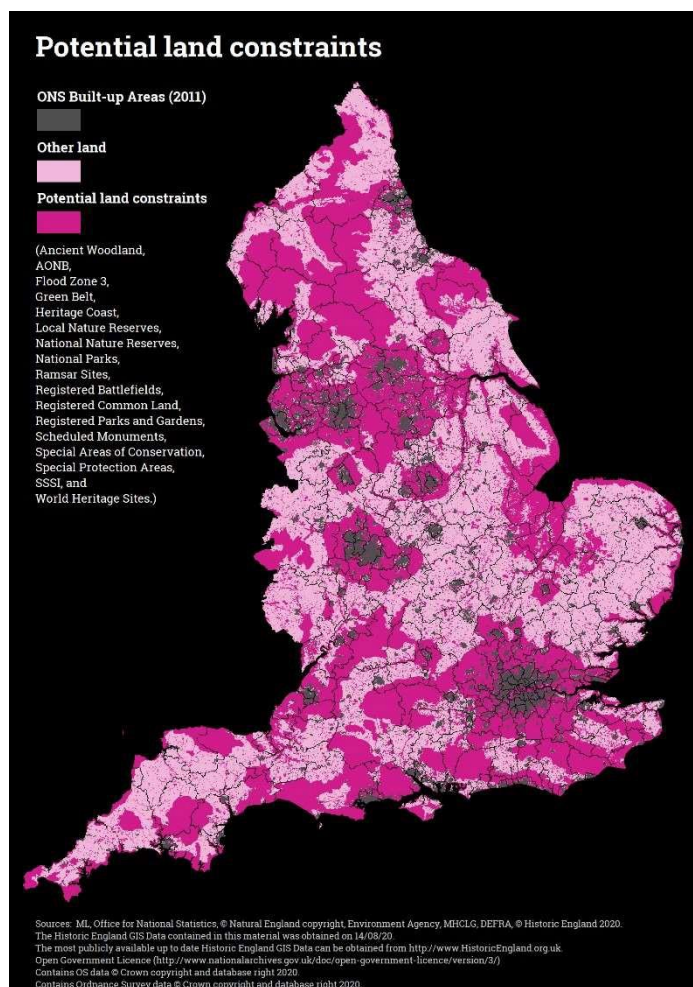 Potential land constraints
ONS Built-up Areas (2011)
Other land
Potential land constraints
(Ancient Woodland,
AONB,
Flood Zone 3,
Green Belt,
Heritage Coast,
Local Nature Reserves,
National Nature Reserves,
National Parks,
Ramsar Sites,
Registered Battlefields,
Registered Common Land,
Registered Parks and Gardens,
Scheduled Monuments,
Special Areas of Conservation,
Special Protection Areas,
SSSI, and
World Heritage Sites.)
Sources: ML, Office for National Statistics, © Natural England copyright, Environment Agency, MHCLG, DEFRA, © Historic England 2020.
The Historic England GIS Data contained in this material was obtained on 14/08/20.
The most publicly available up to date Historic England GIS Data can be obtained from http://www.HistoricEngland.org.uk.
Open Government Licence (http://www.nationalarchives.gov.uk/doc/open-government-licence/version/3/)
Contains OS data © Crown copyright and database right 2020.
Contains Ordnance Survey data © Crown copyright and database right 2020.